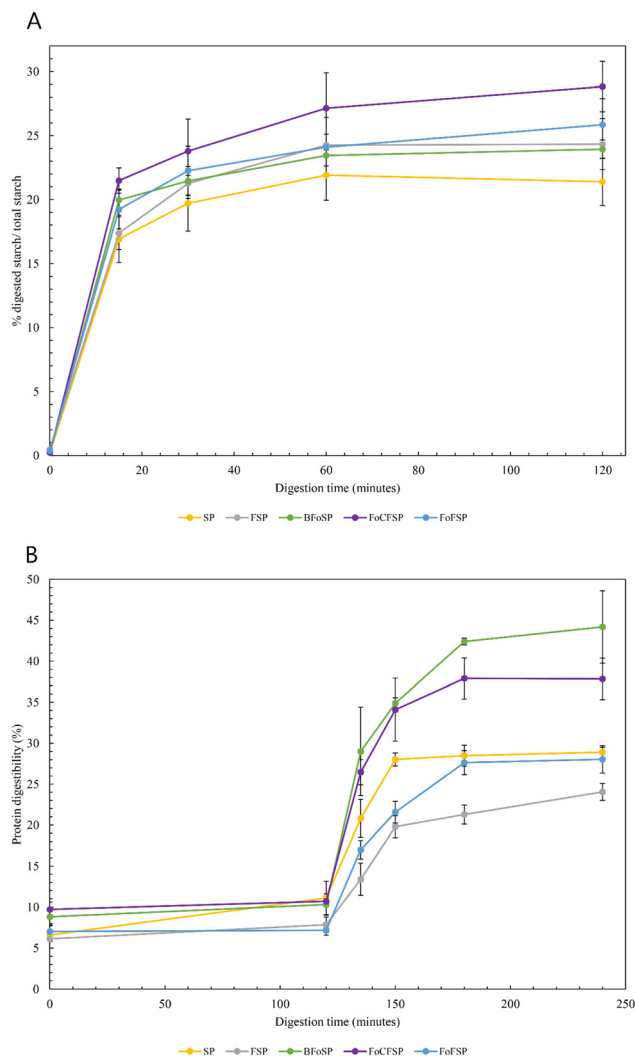 A
35
30
25
20
15
10
5
0
% digested starch/ total starch
0 20 40 60 80 100 120
Digestion time (minutes)
SP FSP BFoSP FoCFSP FoFSP
B
50
45
40
35
30
25
20
15
10
5
0
Protein digestibility (%)
0 50 100 150 200 250
Digestion time (minutes)
SP FSP BFoSP FoCFSP FoFSP